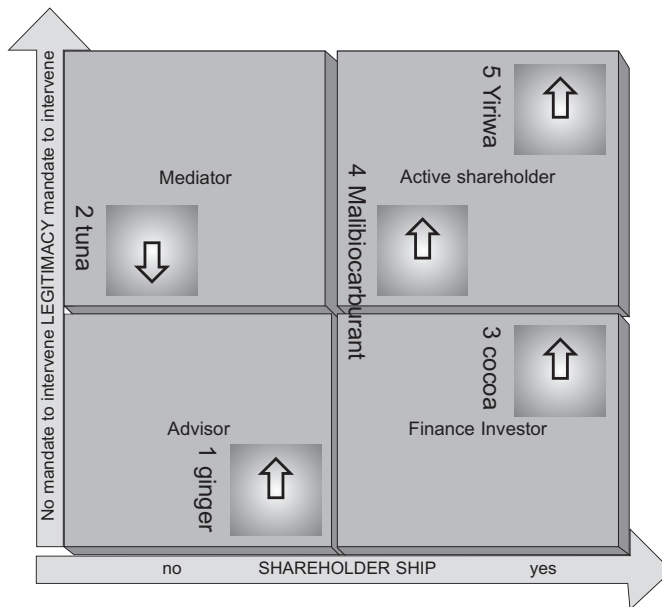 No mandate to intervene LEGITIMACY mandate to intervene
Mediator
2 tuna
Active shareholder
5 Yiriwa
4 Malibiocarburant
Advisor
1 ginger
Finance Investor
3 cocoa
no SHAREHOLDER SHIP yes